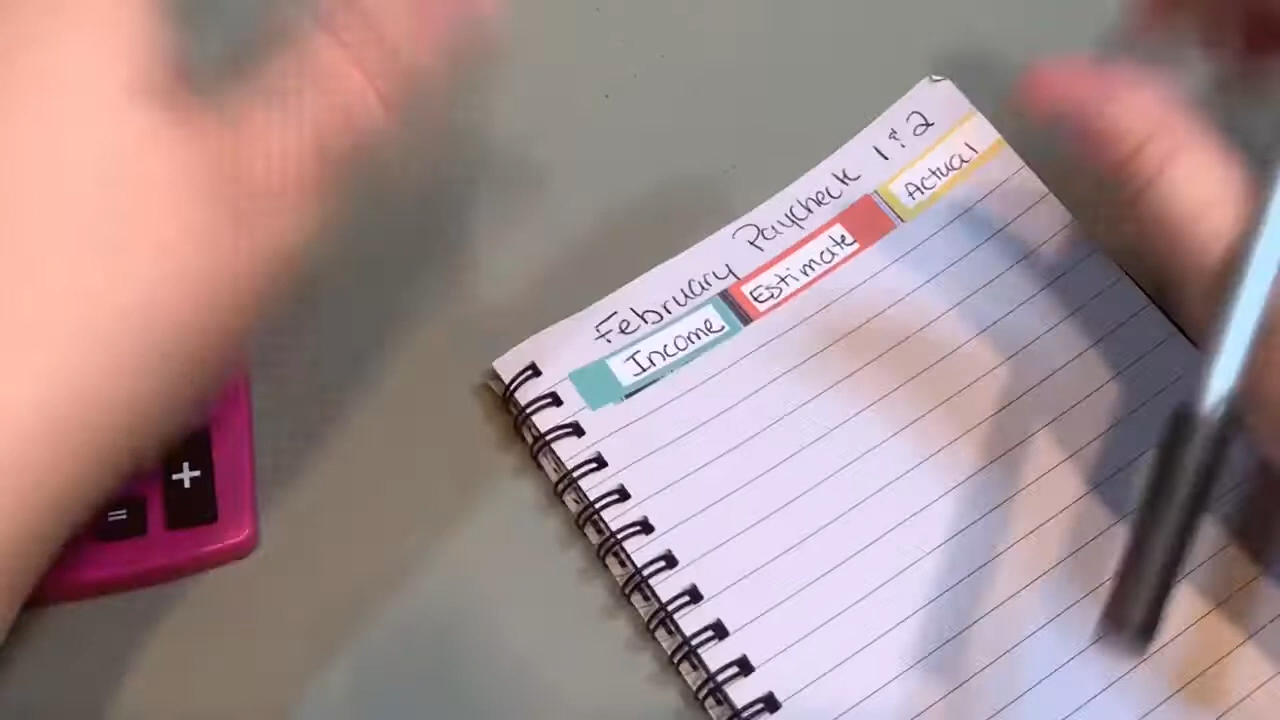 February Paycheck 1 & 2
Income Estimate Actual
+
=